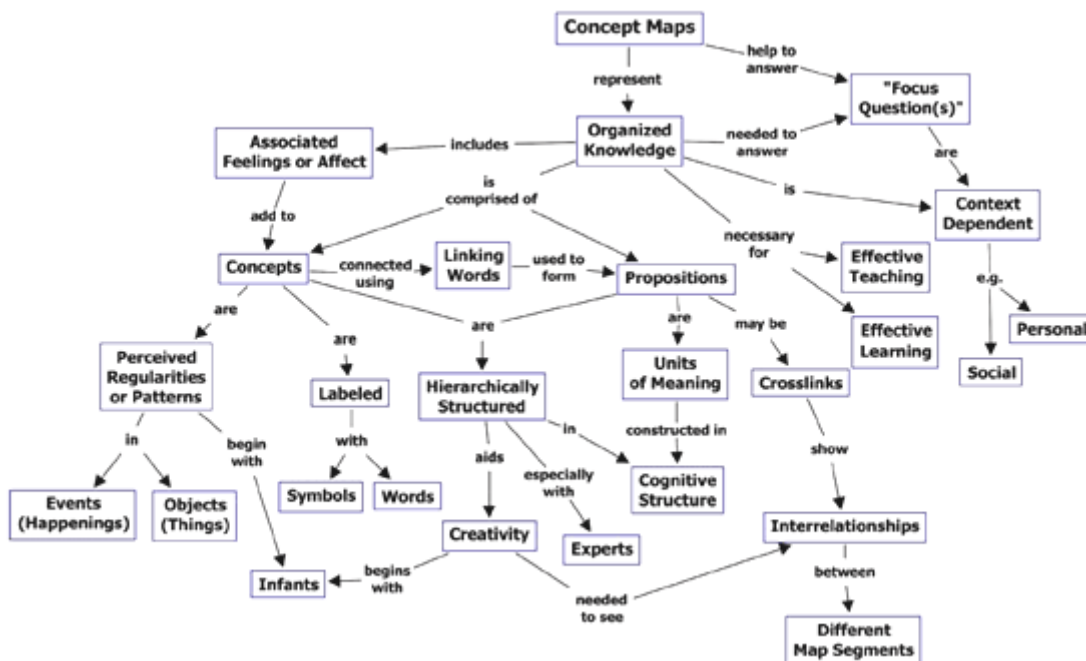 Concept Maps
help to
answer
represent
"Focus
Question(s)"
Organized
Knowledge
needed to
answer
Associated
Feelings or Affect
includes
are
is
is
comprised of
Context
Dependent
add to
necessary
for
Concepts
connected
using
Linking
Words
used to
form
Propositions
Effective
Teaching
e.g.
are
are
are
are
may be
Effective
Learning
Personal
Social
Perceived
Regularities
or Patterns
Labeled
Hierarchically
Structured
Units
of Meaning
Crosslinks
in
begin
with
with
aids
in
constructed in
show
especially
with
Events
(Happenings)
Objects
(Things)
Symbols
Words
Cognitive
Structure
Creativity
Experts
Interrelationships
Infants
begins
with
needed
to see
between
Different
Map Segments